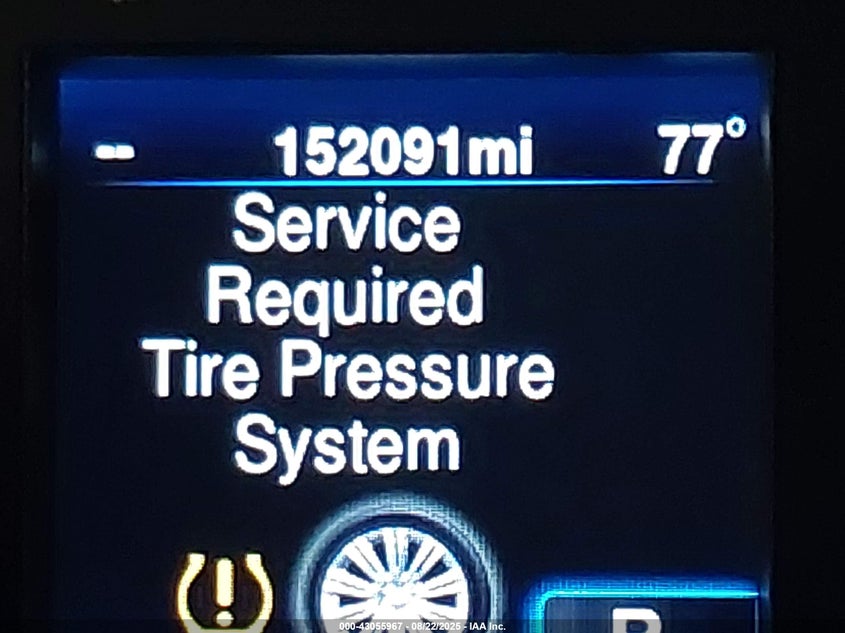 -- 152091mi 77°
Service
Required
Tire Pressure
System
000-43055967 - 08/22/2025 - IAA Inc.